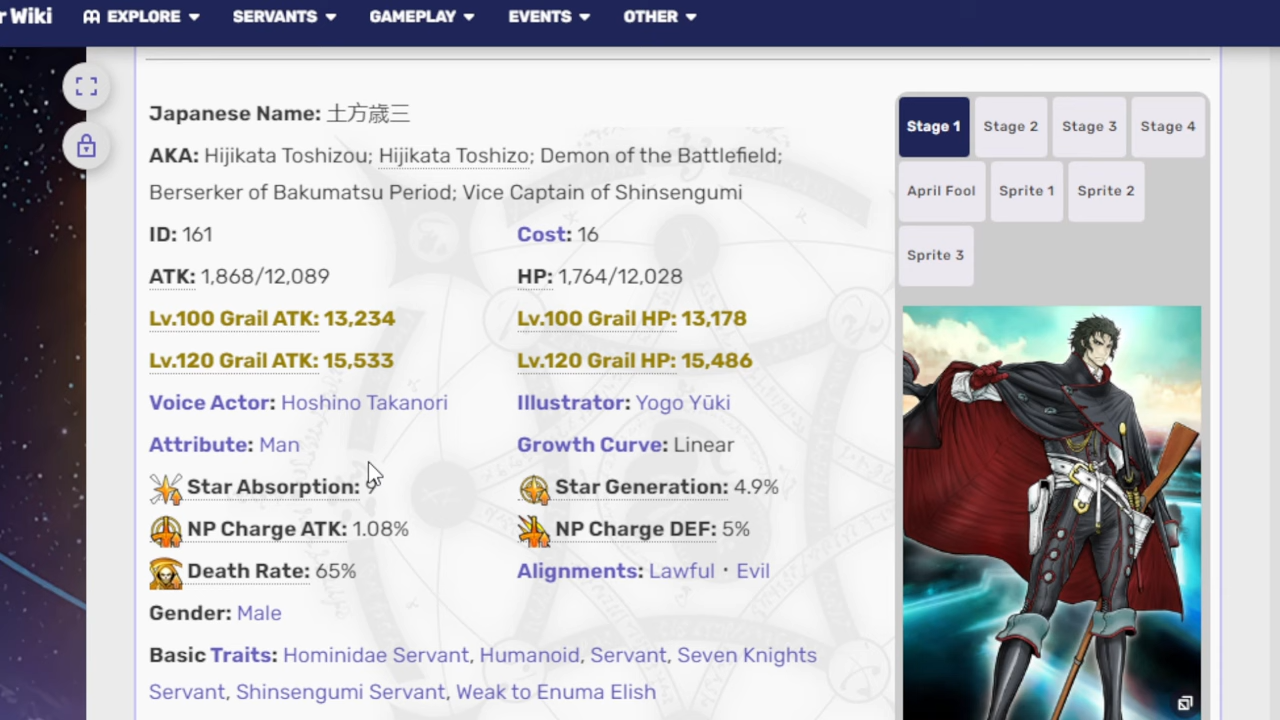 r Wiki EXPLORE SERVANTS GAMEPLAY EVENTS OTHER
Japanese Name: 土方歳三
AKA: Hijikata Toshizou; Hijikata Toshizo; Demon of the Battlefield;
Berserker of Bakumatsu Period; Vice Captain of Shinsengumi
ID: 161 Cost: 16
ATK: 1,868/12,089 HP: 1,764/12,028
Lv.100 Grail ATK: 13,234 Lv.100 Grail HP: 13,178
Lv.120 Grail ATK: 15,533 Lv.120 Grail HP: 15,486
Voice Actor: Hoshino Takanori Illustrator: Yogo Yūki
Attribute: Man Growth Curve: Linear
Star Absorption: 9 Star Generation: 4.9%
NP Charge ATK: 1.08% NP Charge DEF: 5%
Death Rate: 65% Alignments: Lawful・Evil
Gender: Male
Basic Traits: Hominidae Servant, Humanoid, Servant, Seven Knights
Servant, Shinsengumi Servant, Weak to Enuma Elish
Stage 1 Stage 2 Stage 3 Stage 4
April Fool Sprite 1 Sprite 2
Sprite 3